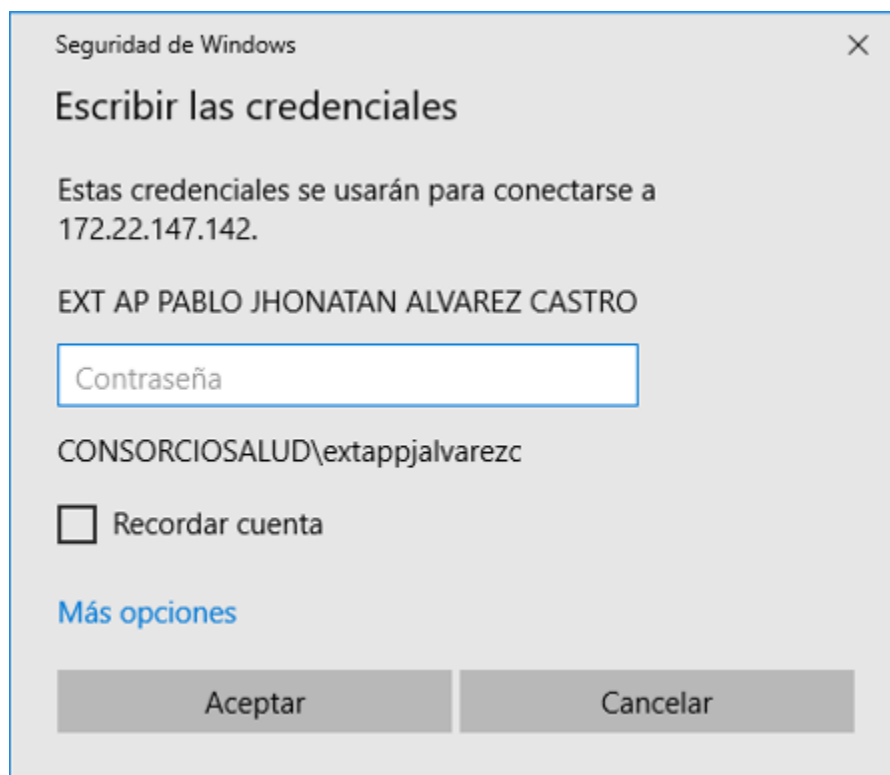 Seguridad de Windows
Escribir las credenciales
Estas credenciales se usarán para conectarse a
172.22.147.142.
EXT AP PABLO JHONATAN ALVAREZ CASTRO
Contraseña
CONSORCIOSALUD\extappjalvarezc
Recordar cuenta
Más opciones
Aceptar
Cancelar